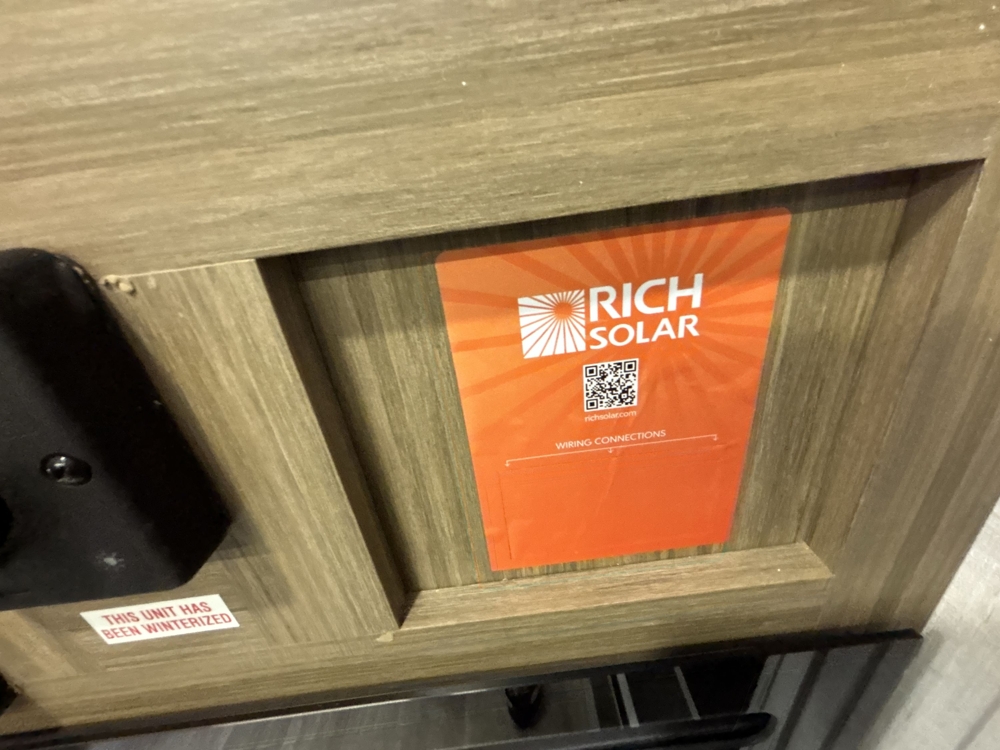 RICH
SOLAR
richsolar.com
WIRING CONNECTIONS
THIS UNIT HAS
BEEN WINTERIZED